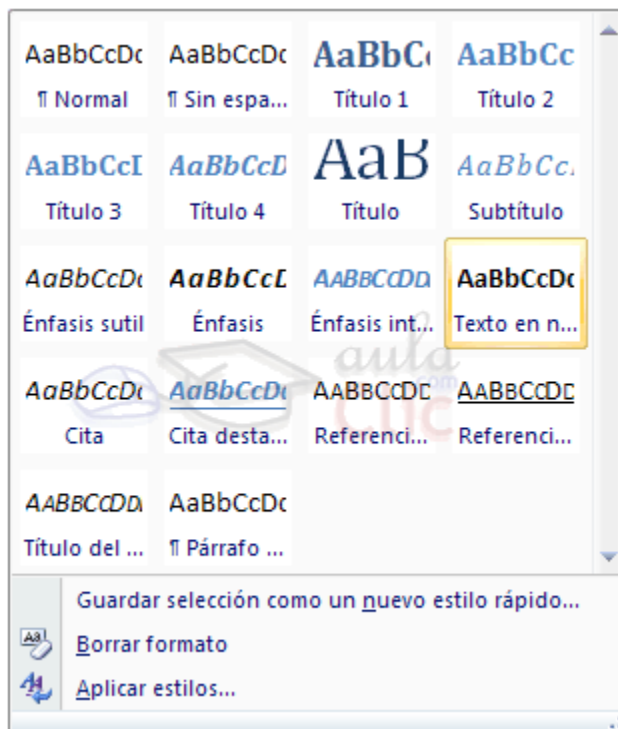 AaBbCcDc AaBbCcDc AaBbC AaBbCc
¶ Normal ¶ Sin espa... Título 1 Título 2
AaBbCcI AaBbCcD AaB AaBbCc.
Título 3 Título 4 Título Subtítulo
AaBbCcDc AaBbCcL AABBCCDD AaBbCcDc
Énfasis sutil Énfasis Énfasis int... Texto en n...
aula
.com
Clic
AaBbCcDc AaBbCcDc AABBCCDD AABBCCDD
Cita Cita desta... Referenci... Referenci...
AABBCCDD AaBbCcDc
Título del ... ¶ Párrafo ...
Guardar selección como un nuevo estilo rápido...
Borrar formato
Aplicar estilos...